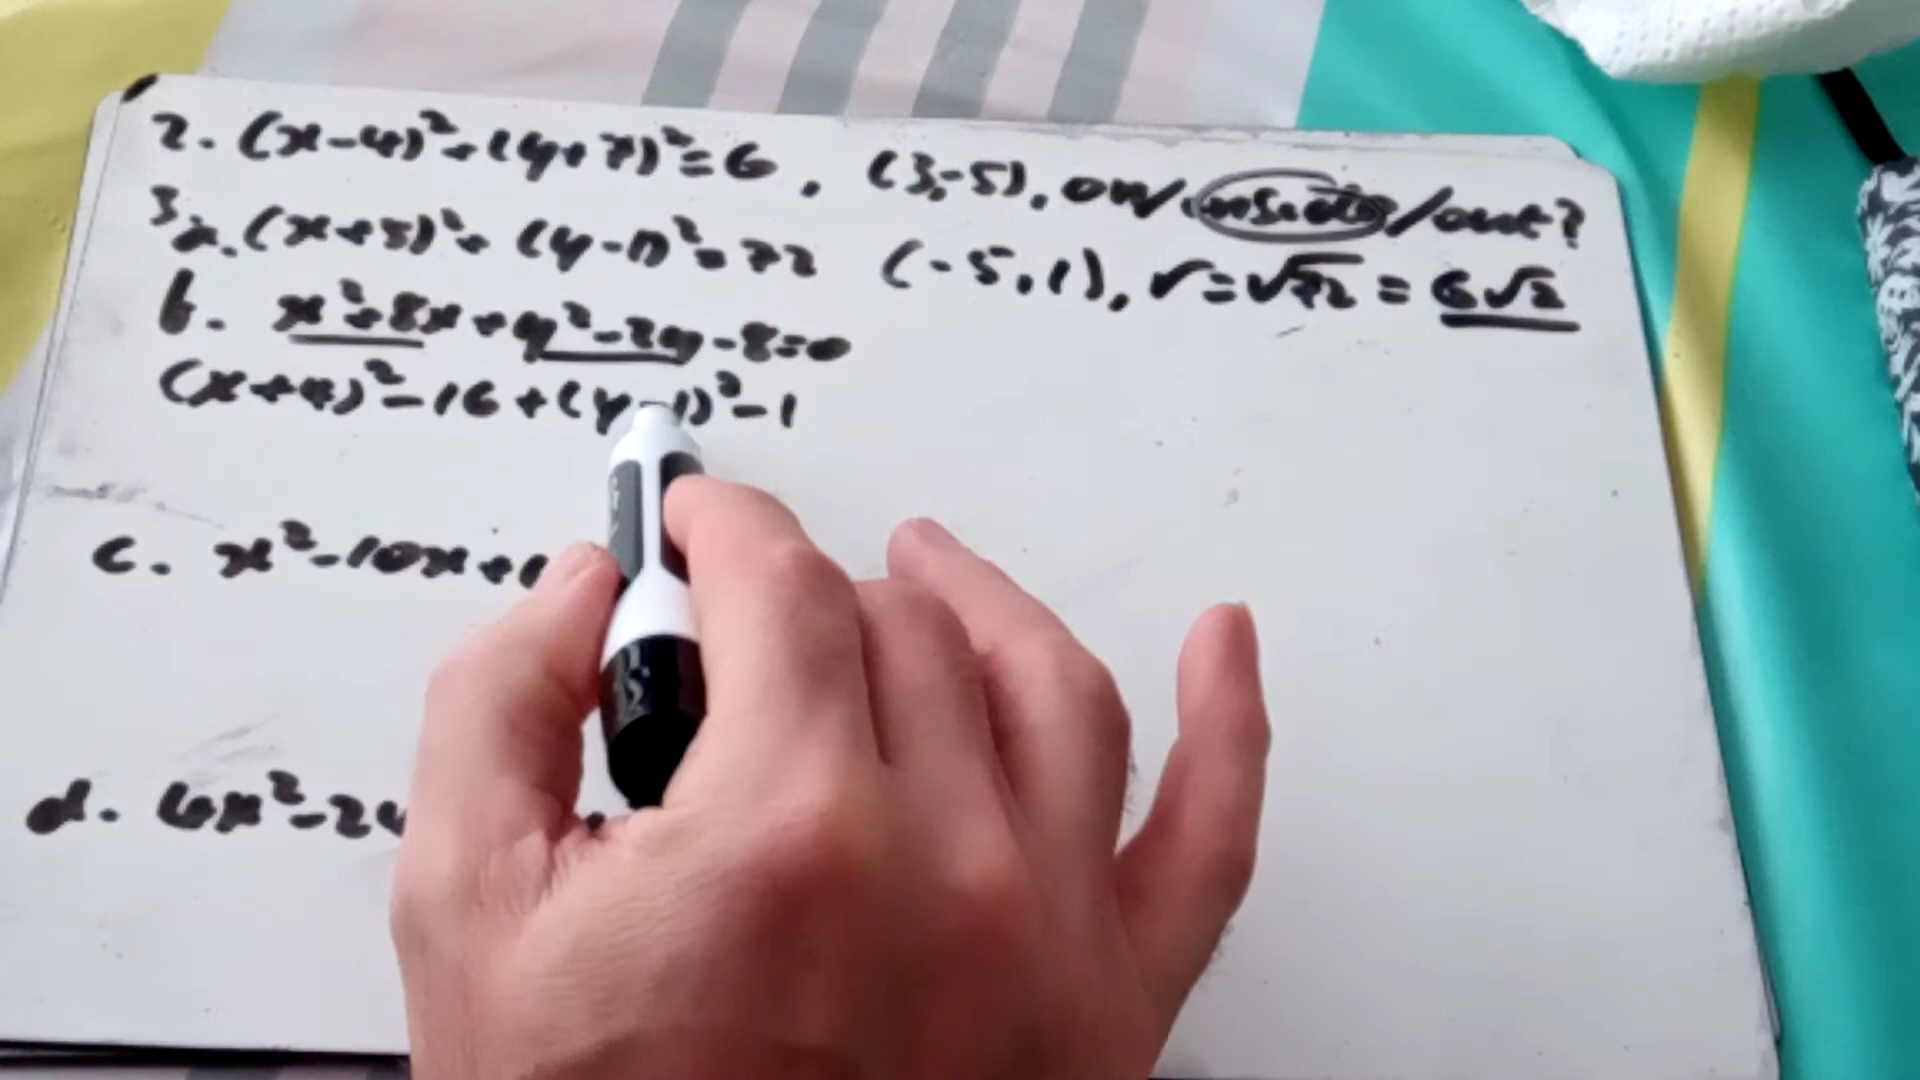 2. (x-4)²+(y+7)²=6, (3,-5), on/inside/out?
3a. (x+5)²+(y-1)²=72 (-5,1), r=√72=6√2
b. x²+8x+y²-2y-8=0
(x+4)²-16+(y-1)²-1
c. x²-10x+
d. 6x²-24